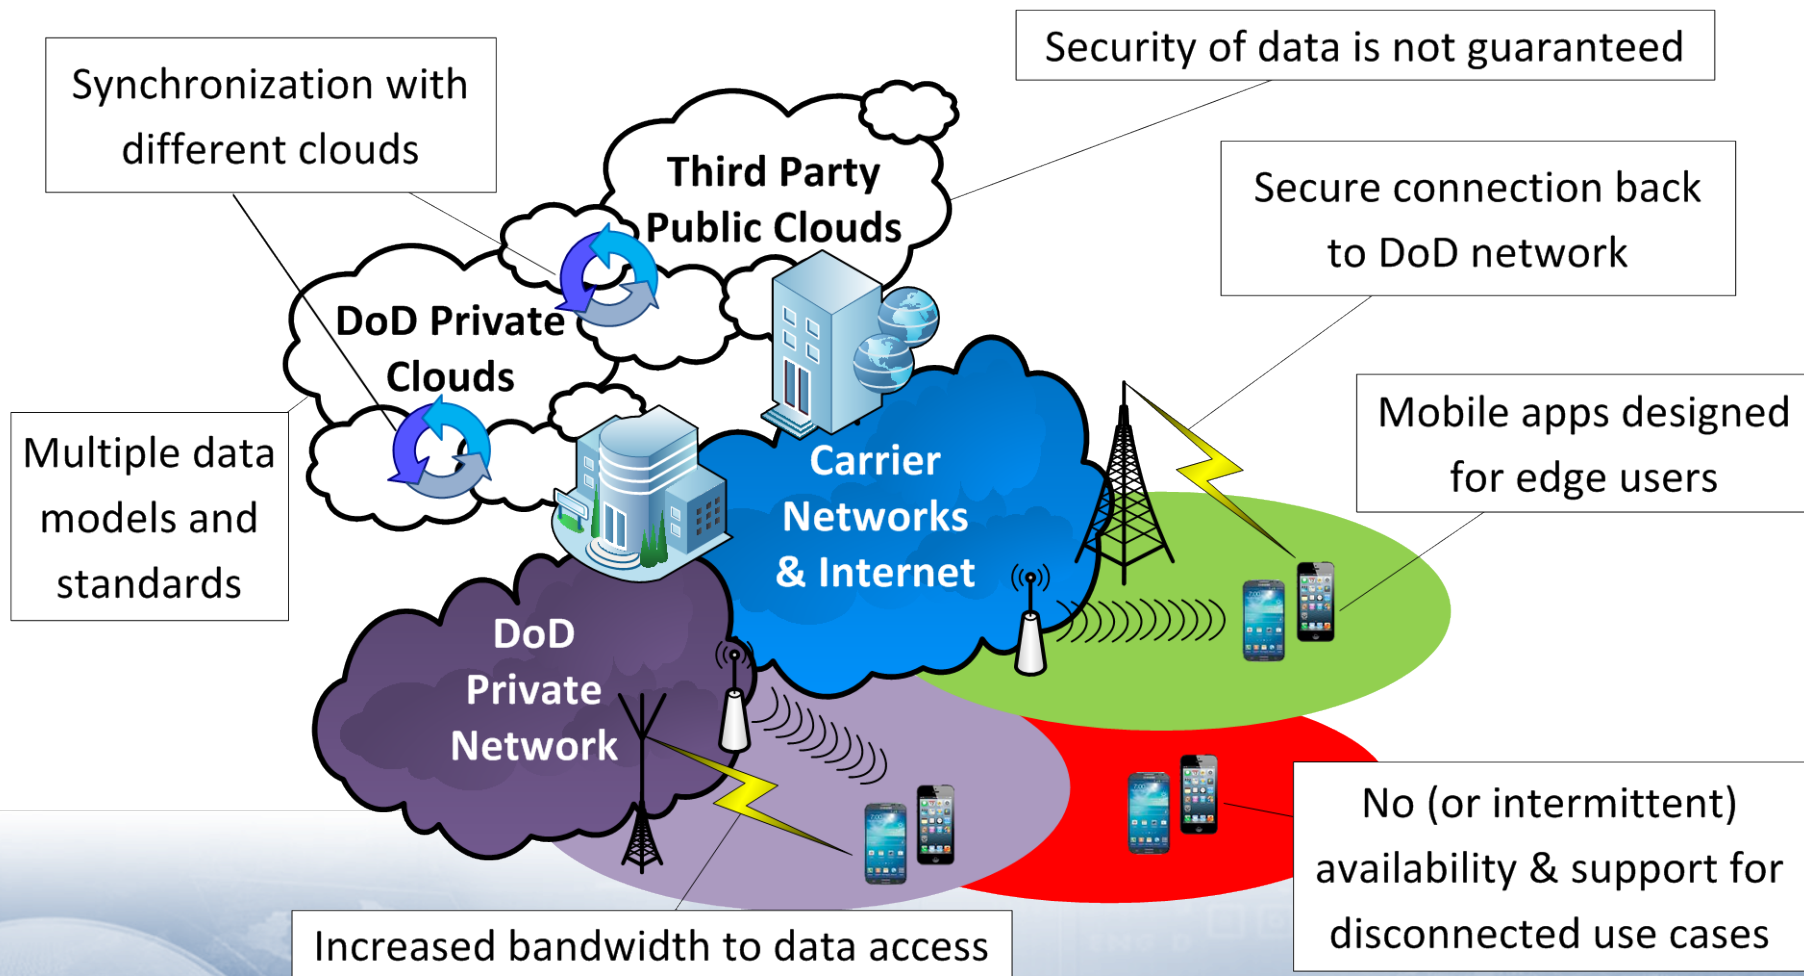 Synchronization with
different clouds
Security of data is not guaranteed
Third Party
Public Clouds
Secure connection back
to DoD network
DoD Private
Clouds
Multiple data
models and
standards
Carrier
Networks
& Internet
Mobile apps designed
for edge users
DoD
Private
Network
No (or intermittent)
availability & support for
disconnected use cases
Increased bandwidth to data access